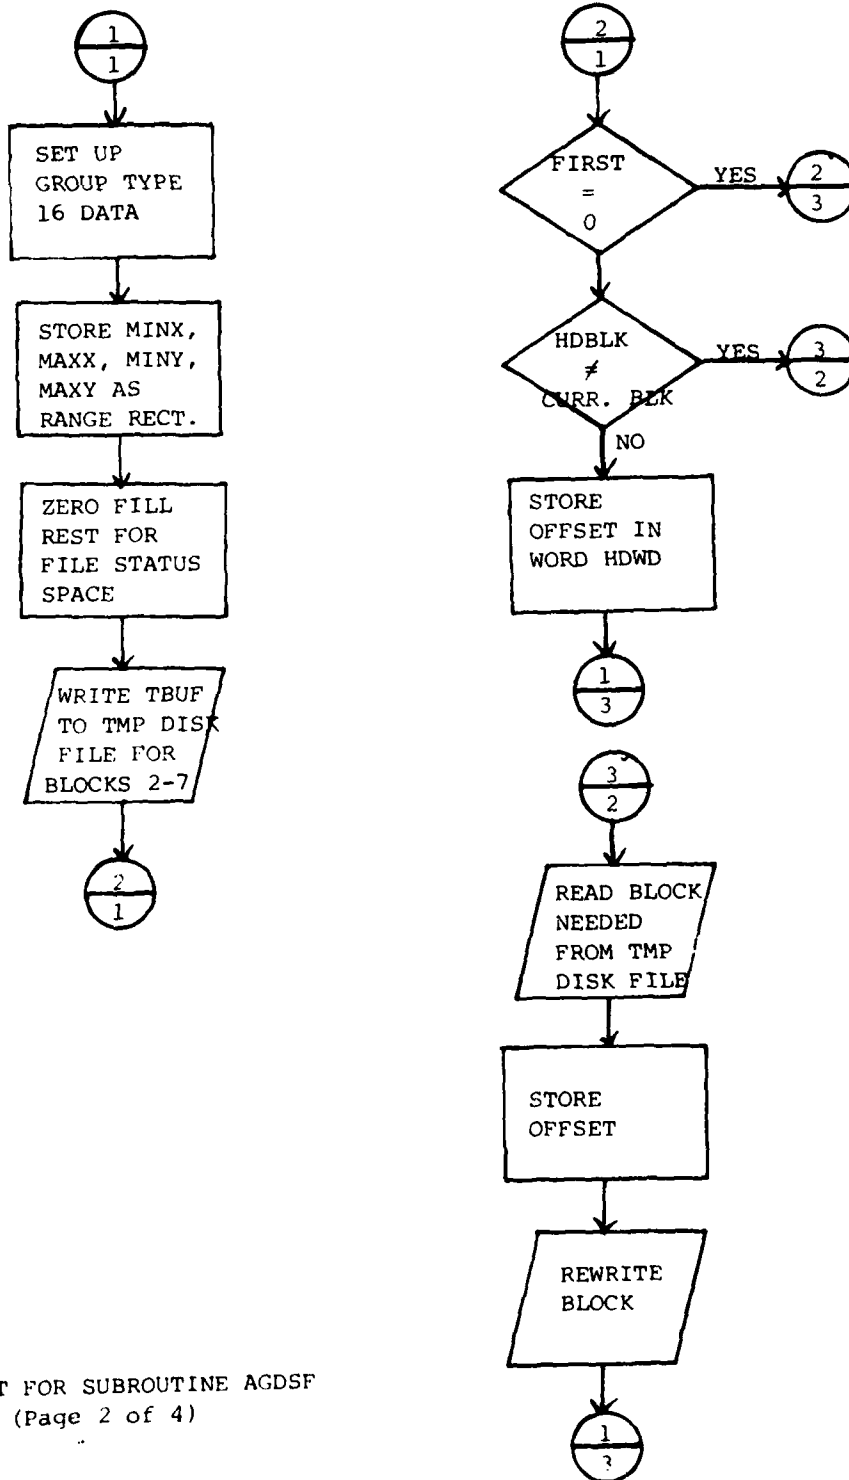 1
1
SET UP
GROUP TYPE
16 DATA
STORE MINX,
MAXX, MINY,
MAXY AS
RANGE RECT.
ZERO FILL
REST FOR
FILE STATUS
SPACE
WRITE TBUF
TO TMP DISK
FILE FOR
BLOCKS 2-7
2
1
2
1
FIRST
=
0
YES
2
3
HDBLK
≠
CURR. BLK
YES
3
2
NO
STORE
OFFSET IN
WORD HDWD
1
3
3
2
READ BLOCK
NEEDED
FROM TMP
DISK FILE
STORE
OFFSET
REWRITE
BLOCK
1
3
T FOR SUBROUTINE AGDSF
(Page 2 of 4)